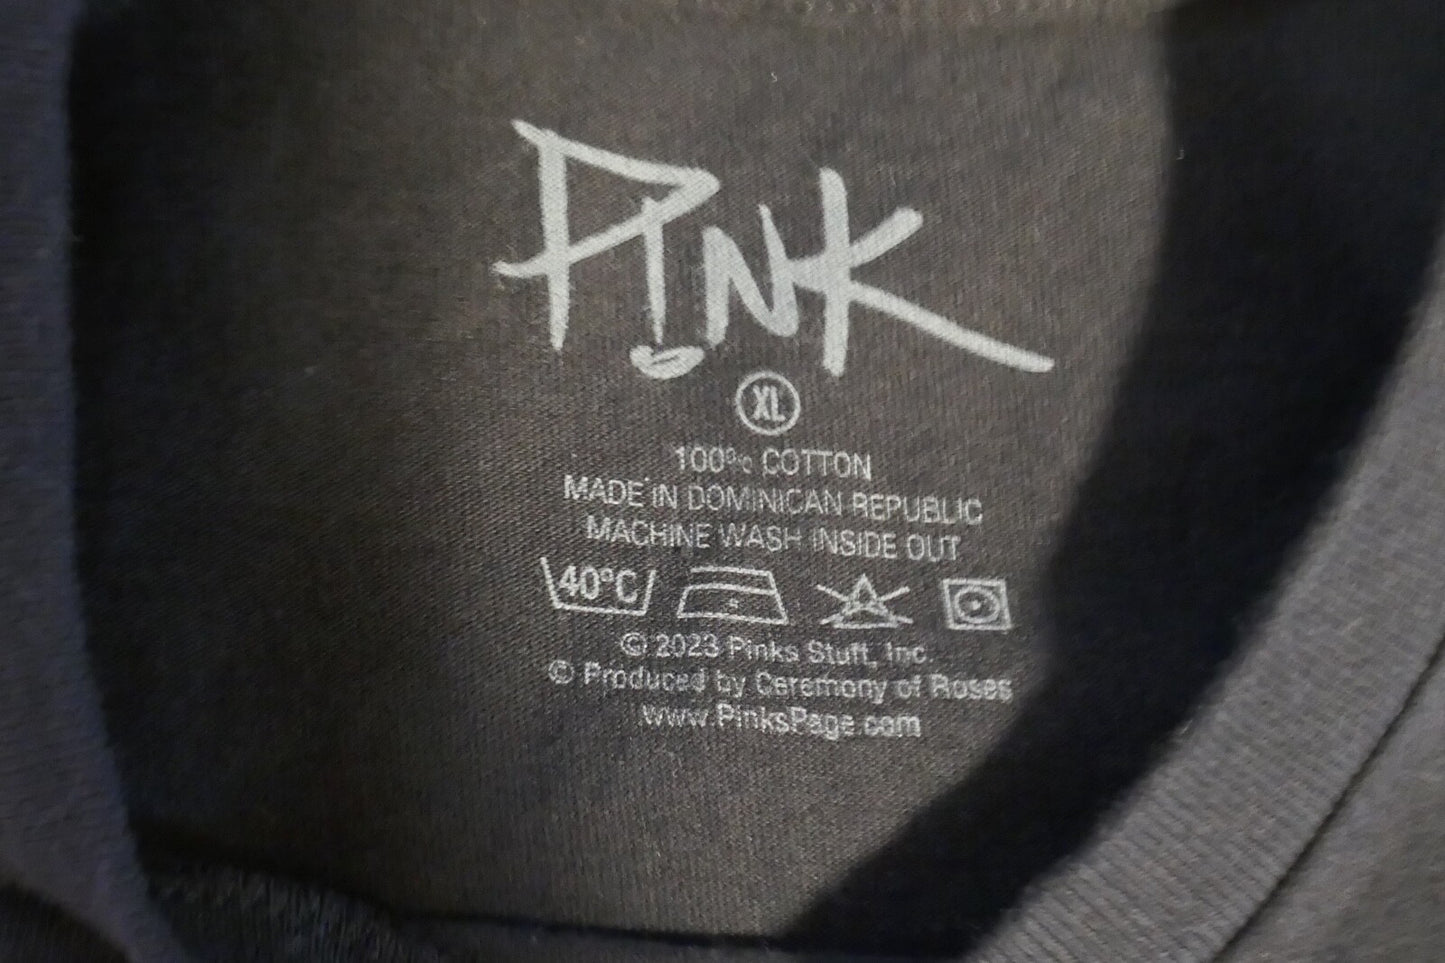 P!NK
XL
100% COTTON
MADE IN DOMINICAN REPUBLIC
MACHINE WASH INSIDE OUT
40°C
© 2023 Pinks Stuff, Inc.
© Produced by Ceremony of Roses
www.PinksPage.com